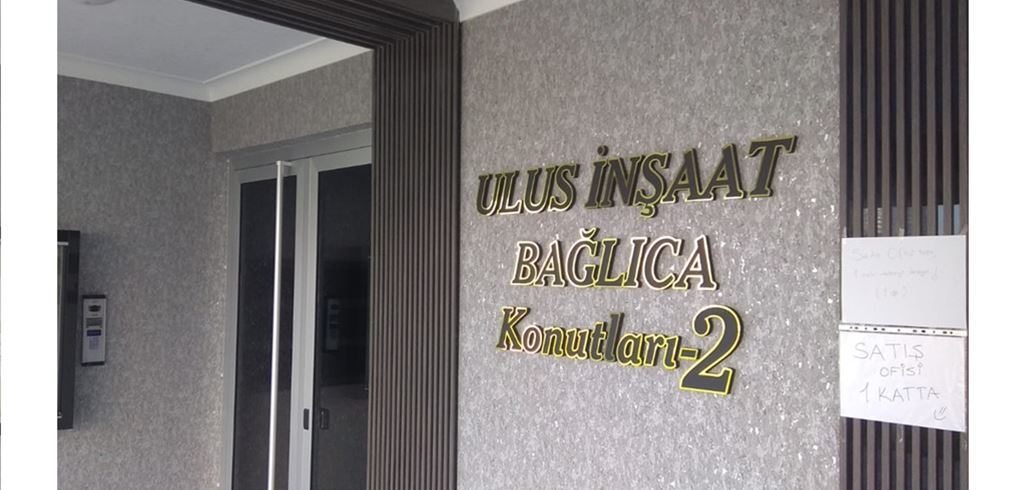 ULUS İNŞAAT
BAĞLICA
Konutları-2
SATIŞ
OFİSİ
1 KATTA